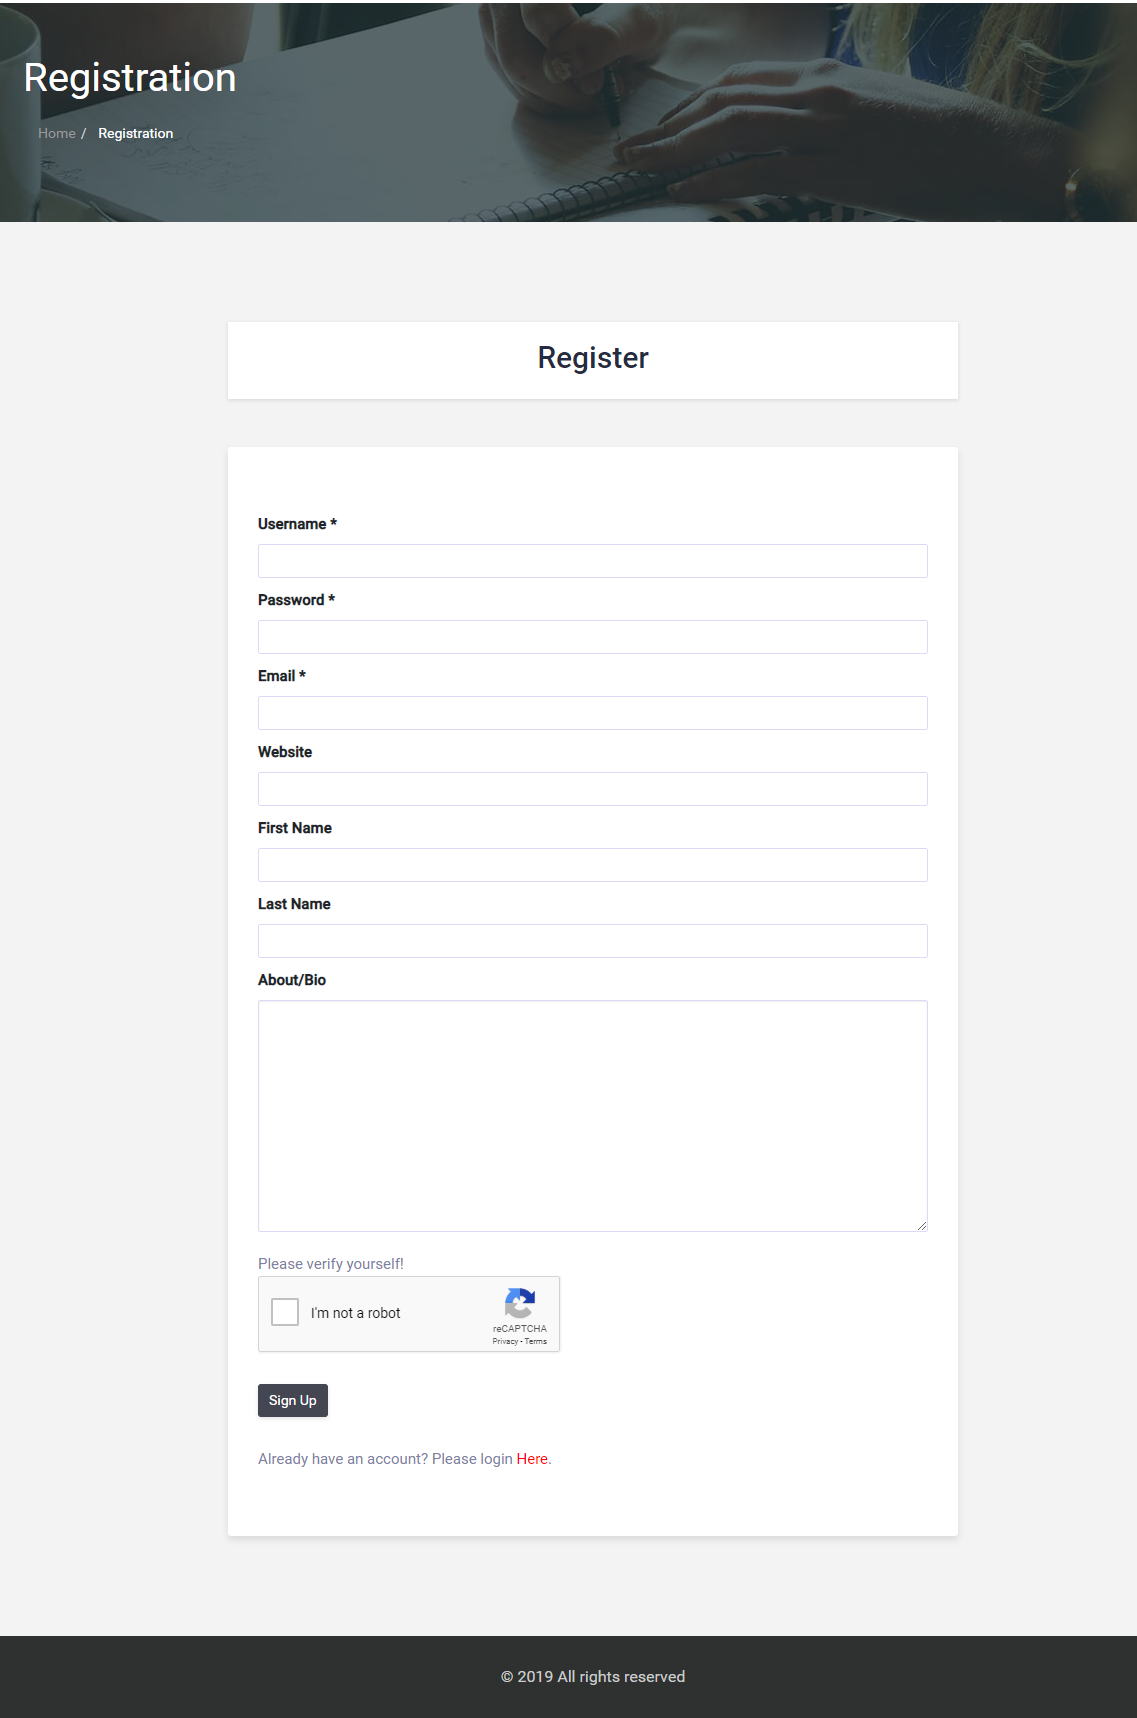 Registration
Home / Registration
Register
Username *
Password *
Email *
Website
First Name
Last Name
About/Bio
Please verify yourself!
I'm not a robot
reCAPTCHA
Privacy - Terms
Sign Up
Already have an account? Please login Here.
© 2019 All rights reserved